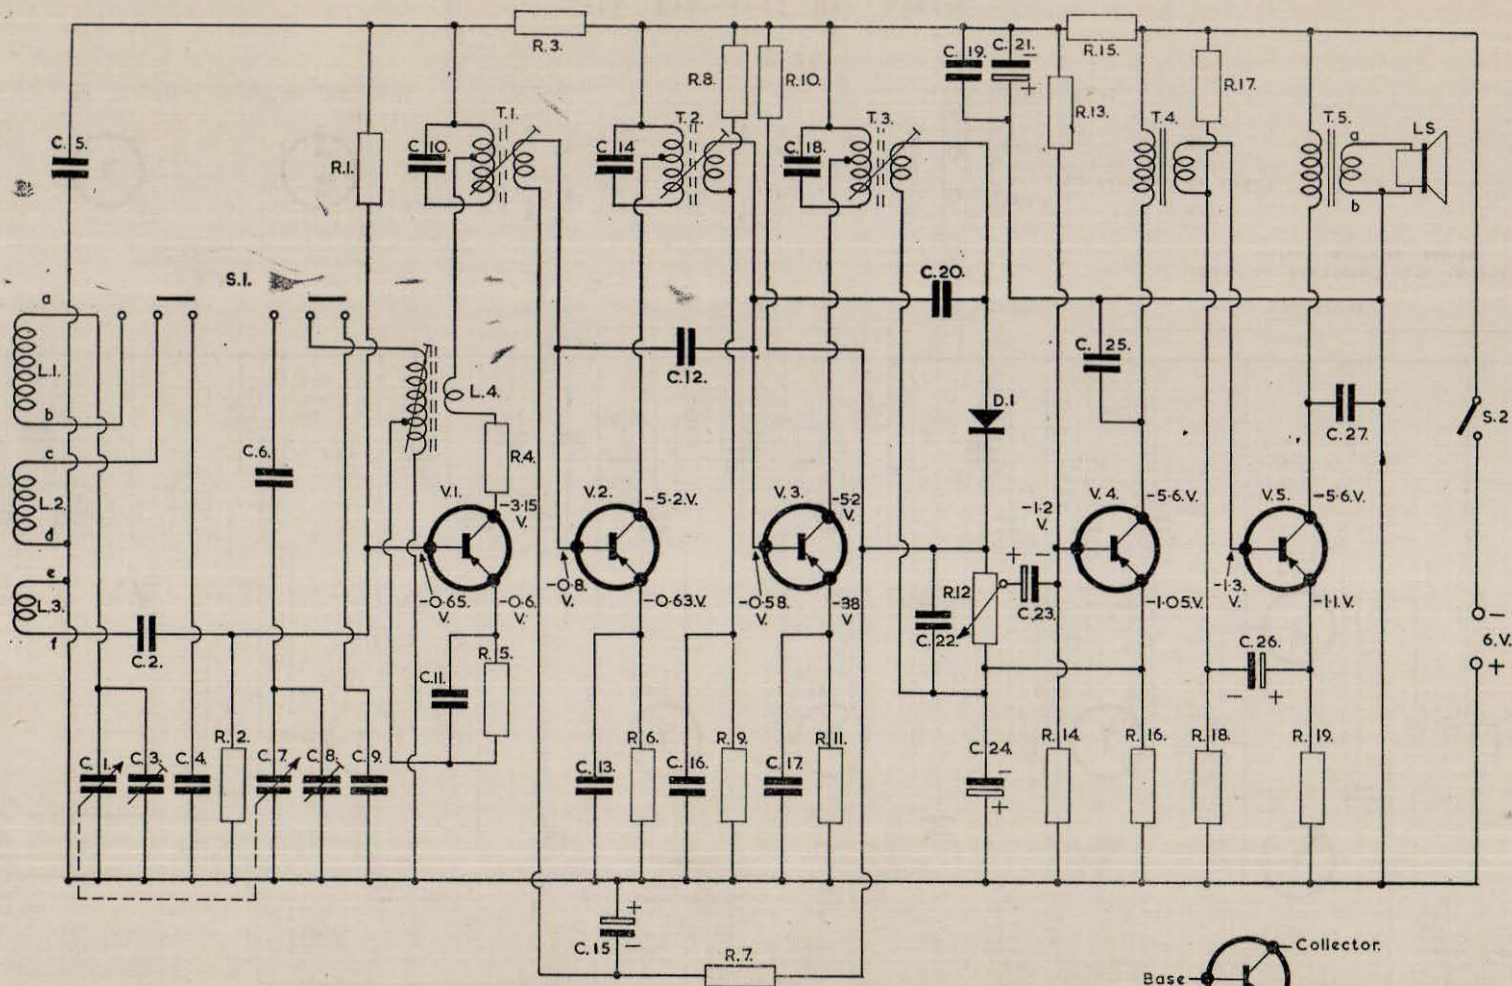 R.3.
C. 19.
C. 21.
−
+
R.15.
R.8.
R.10.
R.13.
R.17.
C. 5.
R.1.
C 10.
T.1.
C 14
T.2.
C 18.
T.3.
T.4.
T.5.
a
b
L.S
S.1.
C.20.
a
L.1.
b
C.12.
C. 25.
L.4.
D.1
C.27.
S.2
c
L.2.
d
C.6.
R.4.
V.1.
−3·15
V.
V.2.
−5·2.V.
V. 3.
−5·2
V.
−1·2
V.
V.4.
−5·6.V.
V.5.
−5·6.V.
e
L.3.
f
C.2.
−0·65.
V.
−0·6.
V.
−0·8.
V.
−0·63.V.
−0·58.
V.
−38
V
R.12
+
−
C.23.
C.22.
−1·05.V.
−1·3.
V.
−1·1.V.
−
6.V.
+
C.11.
R. 5.
C.26.
−
+
C. 1.
C. 3.
C. 4.
R. 2.
C. 7.
C. 8.
C. 9.
C. 13.
R. 6.
C. 16.
R. 9.
C. 17.
R. 11.
C. 24.
−
+
R. 14.
R. 16.
R. 18.
R. 19.
+
C.15
−
R.7.
Collector.
Base